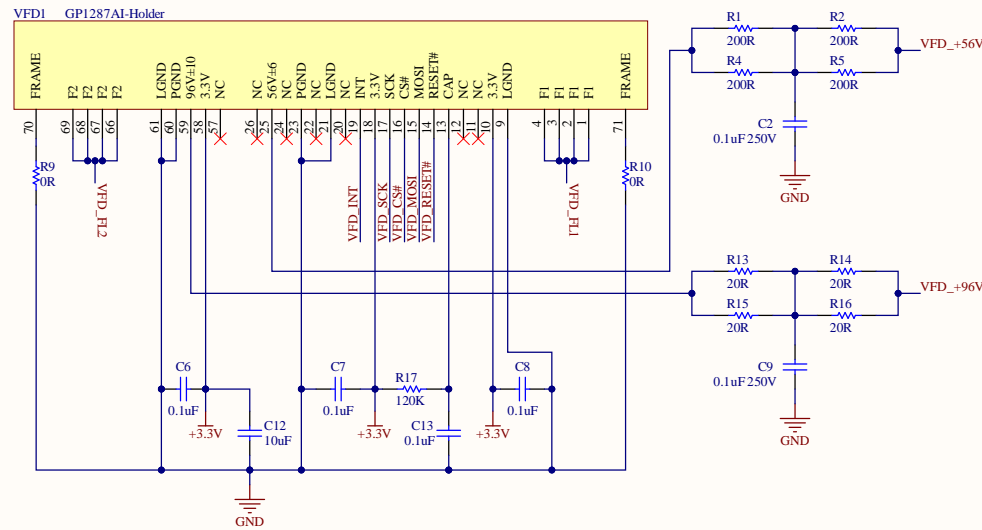 VFD1 GP1287AI-Holder
FRAME
F2
F2
F2
F2
LGND
PGND
96V±10
3.3V
NC
NC
56V±6
NC
PGND
NC
LGND
NC
INT
3.3V
SCK
CS#
MOSI
RESET#
CAP
NC
NC
3.3V
LGND
F1
F1
F1
F1
FRAME
70
69
68
67
66
61
60
59
58
57
26
25
24
23
22
21
20
19
18
17
16
15
14
13
12
11
10
9
4
3
2
1
71
R9
0R
VFD_FL2
VFD_INT
VFD_SCK
VFD_CS#
VFD_MOSI
VFD_RESET#
VFD_FL1
R10
0R
R1
200R
R2
200R
R4
200R
R5
200R
VFD_+56V
C2
0.1uF 250V
GND
R13
20R
R14
20R
R15
20R
R16
20R
VFD_+96V
C9
0.1uF 250V
GND
C6
0.1uF
+3.3V
C12
10uF
C7
0.1uF
+3.3V
R17
120K
C13
0.1uF
+3.3V
C8
0.1uF
GND